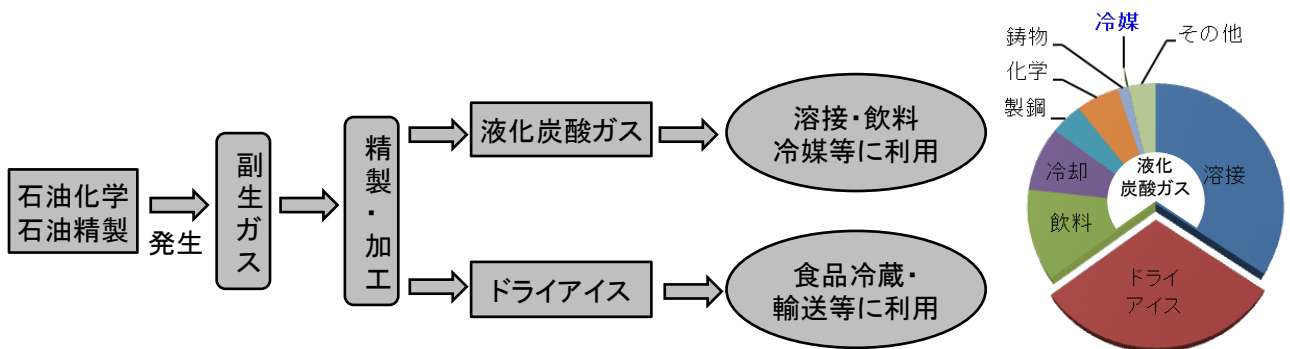 石油化学
石油精製
発生
副生ガス
精製・加工
液化炭酸ガス
溶接・飲料
冷媒等に利用
ドライアイス
食品冷蔵・
輸送等に利用
冷媒
その他
鋳物
化学
製鋼
冷却
飲料
液化
炭酸ガス
溶接
ドライ
アイス